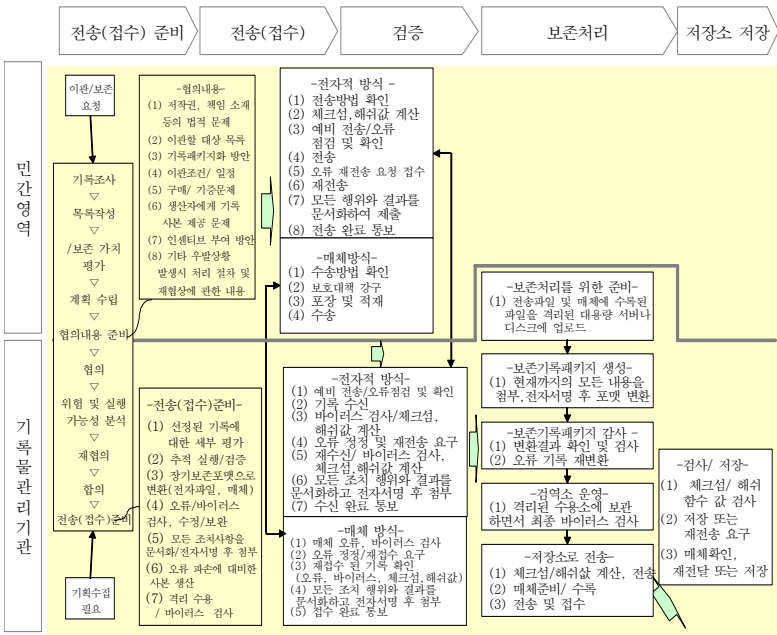 전송(접수) 준비
전송(접수)
검증
보존처리
저장소 저장
민간영역
이관/보존
요청
기록조사
▽
목록작성
▽
/보존 가치
평가
▽
계획 수립
▽
협의내용 준비
▽
협의
▽
위험 및 실행
가능성 분석
▽
재협의
▽
합의
▽
전송(접수)준비
기획수집
필요
-협의내용-
(1) 저작권, 책임 소재
등의 법적 문제
(2) 이관할 대상 목록
(3) 기록패키지화 방안
(4) 이관조건/ 일정
(5) 구매/ 기증문제
(6) 생산자에게 기록
사본 제공 문제
(7) 인센티브 부여 방안
(8) 기타 우발상황
발생시 처리 절차 및
재협상에 관한 내용
-전자적 방식 -
(1) 전송방법 확인
(2) 체크섬,해쉬값 계산
(3) 예비 전송/오류
점검 및 확인
(4) 전송
(5) 오류 재전송 요청 접수
(6) 재전송
(7) 모든 행위와 결과를
문서화하여 제출
(8) 전송 완료 통보
-매체방식-
(1) 수송방법 확인
(2) 보호대책 강구
(3) 포장 및 적재
(4) 수송
기록물관리기관
-전송(접수)준비-
(1) 선정된 기록에
대한 세부 평가
(2) 추적 실행/검증
(3) 장기보존포맷으로
변환(전자파일, 매체)
(4) 오류/바이러스
검사, 수정/보완
(5) 모든 조치사항을
문서화/전자서명 후 첨부
(6) 오류 파손에 대비한
사본 생산
(7) 격리 수용
/ 바이러스 검사
-전자적 방식-
(1) 예비 전송/오류점검 및 확인
(2) 기록 수신
(3) 바이러스 검사/체크섬,
해쉬값 계산
(4) 오류 정정 및 재전송 요구
(5) 재수신/ 바이러스 검사,
체크섬,해쉬값 계산
(6) 모든 조치 행위와 결과를
문서화하고 전자서명 후 첨부
(7) 수신 완료 통보
-매체 방식-
(1) 매체 오류, 바이러스 검사
(2) 오류 정정/재접수 요구
(3) 재접수 된 기록 확인
(오류, 바이러스, 체크섬,해쉬값)
(4) 모든 조치 행위와 결과를
문서화하고 전자서명 후 첨부
(5) 접수 완료 통보
-보존처리를 위한 준비-
(1) 전송파일 및 매체에 수록된
파일을 격리된 대용량 서버나
디스크에 업로드
-보존기록패키지 생성-
(1) 현재까지의 모든 내용을
첨부,전자서명 후 포맷 변환
-보존기록패키지 감사-
(1) 변환결과 확인 및 검사
(2) 오류 기록 재변환
-검역소 운영-
(1) 격리된 수용소에 보관
하면서 최종 바이러스 검사
-저장소로 전송-
(1) 체크섬/해쉬값 계산, 전송
(2) 매체준비/ 수록
(3) 전송 및 접수
-검사/ 저장-
(1) 체크섬/ 해쉬
함수 값 검사
(2) 저장 또는
재전송 요구
(3) 매체확인,
재전달 또는 저장